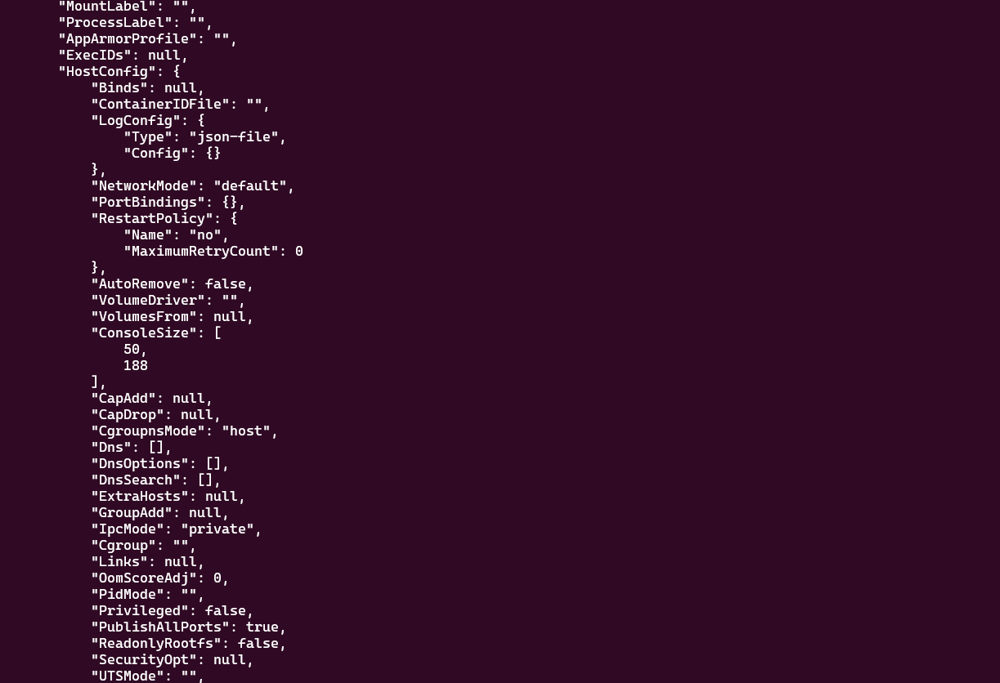 "MountLabel": "",
"ProcessLabel": "",
"AppArmorProfile": "",
"ExecIDs": null,
"HostConfig": {
"Binds": null,
"ContainerIDFile": "",
"LogConfig": {
"Type": "json-file",
"Config": {}
},
"NetworkMode": "default",
"PortBindings": {},
"RestartPolicy": {
"Name": "no",
"MaximumRetryCount": 0
},
"AutoRemove": false,
"VolumeDriver": "",
"VolumesFrom": null,
"ConsoleSize": [
50,
188
],
"CapAdd": null,
"CapDrop": null,
"CgroupnsMode": "host",
"Dns": [],
"DnsOptions": [],
"DnsSearch": [],
"ExtraHosts": null,
"GroupAdd": null,
"IpcMode": "private",
"Cgroup": "",
"Links": null,
"OomScoreAdj": 0,
"PidMode": "",
"Privileged": false,
"PublishAllPorts": true,
"ReadonlyRootfs": false,
"SecurityOpt": null,
"UTSMode": "",